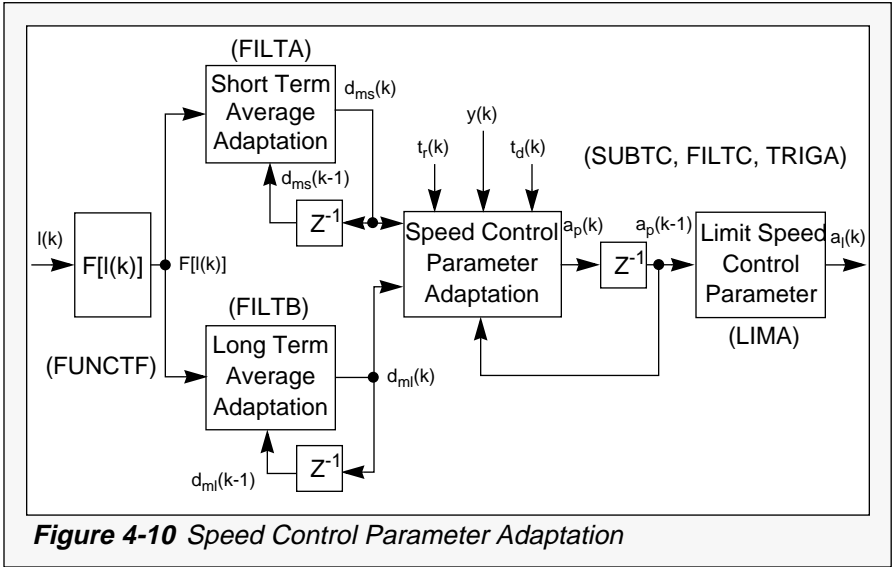 (FILTA)
Short Term
Average
Adaptation
dms(k)
dms(k-1)
Z-1
y(k)
tr(k)
td(k)
(SUBTC, FILTC, TRIGA)
I(k)
F[I(k)]
F[I(k)]
(FUNCTF)
Speed Control
Parameter
Adaptation
ap(k)
Z-1
ap(k-1)
Limit Speed
Control
Parameter
al(k)
(LIMA)
(FILTB)
Long Term
Average
Adaptation
dml(k)
dml(k-1)
Z-1
Figure 4-10 Speed Control Parameter Adaptation